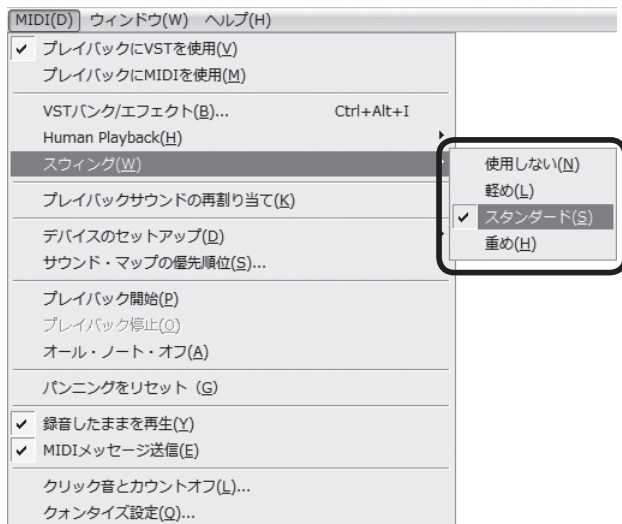 MIDI(D) ウィンドウ(W) ヘルプ(H)
プレイバックにVSTを使用(V)
プレイバックにMIDIを使用(M)
VSTバンク/エフェクト(B)... Ctrl+Alt+I
Human Playback(H)
スウィング(W)
使用しない(N)
軽め(L)
スタンダード(S)
重め(H)
プレイバックサウンドの再割り当て(K)
デバイスのセットアップ(D)
サウンド・マップの優先順位(S)...
プレイバック開始(P)
プレイバック停止(O)
オール・ノート・オフ(A)
パンニングをリセット (G)
録音したままを再生(Y)
MIDIメッセージ送信(E)
クリック音とカウントオフ(L)...
クォンタイズ設定(Q)...